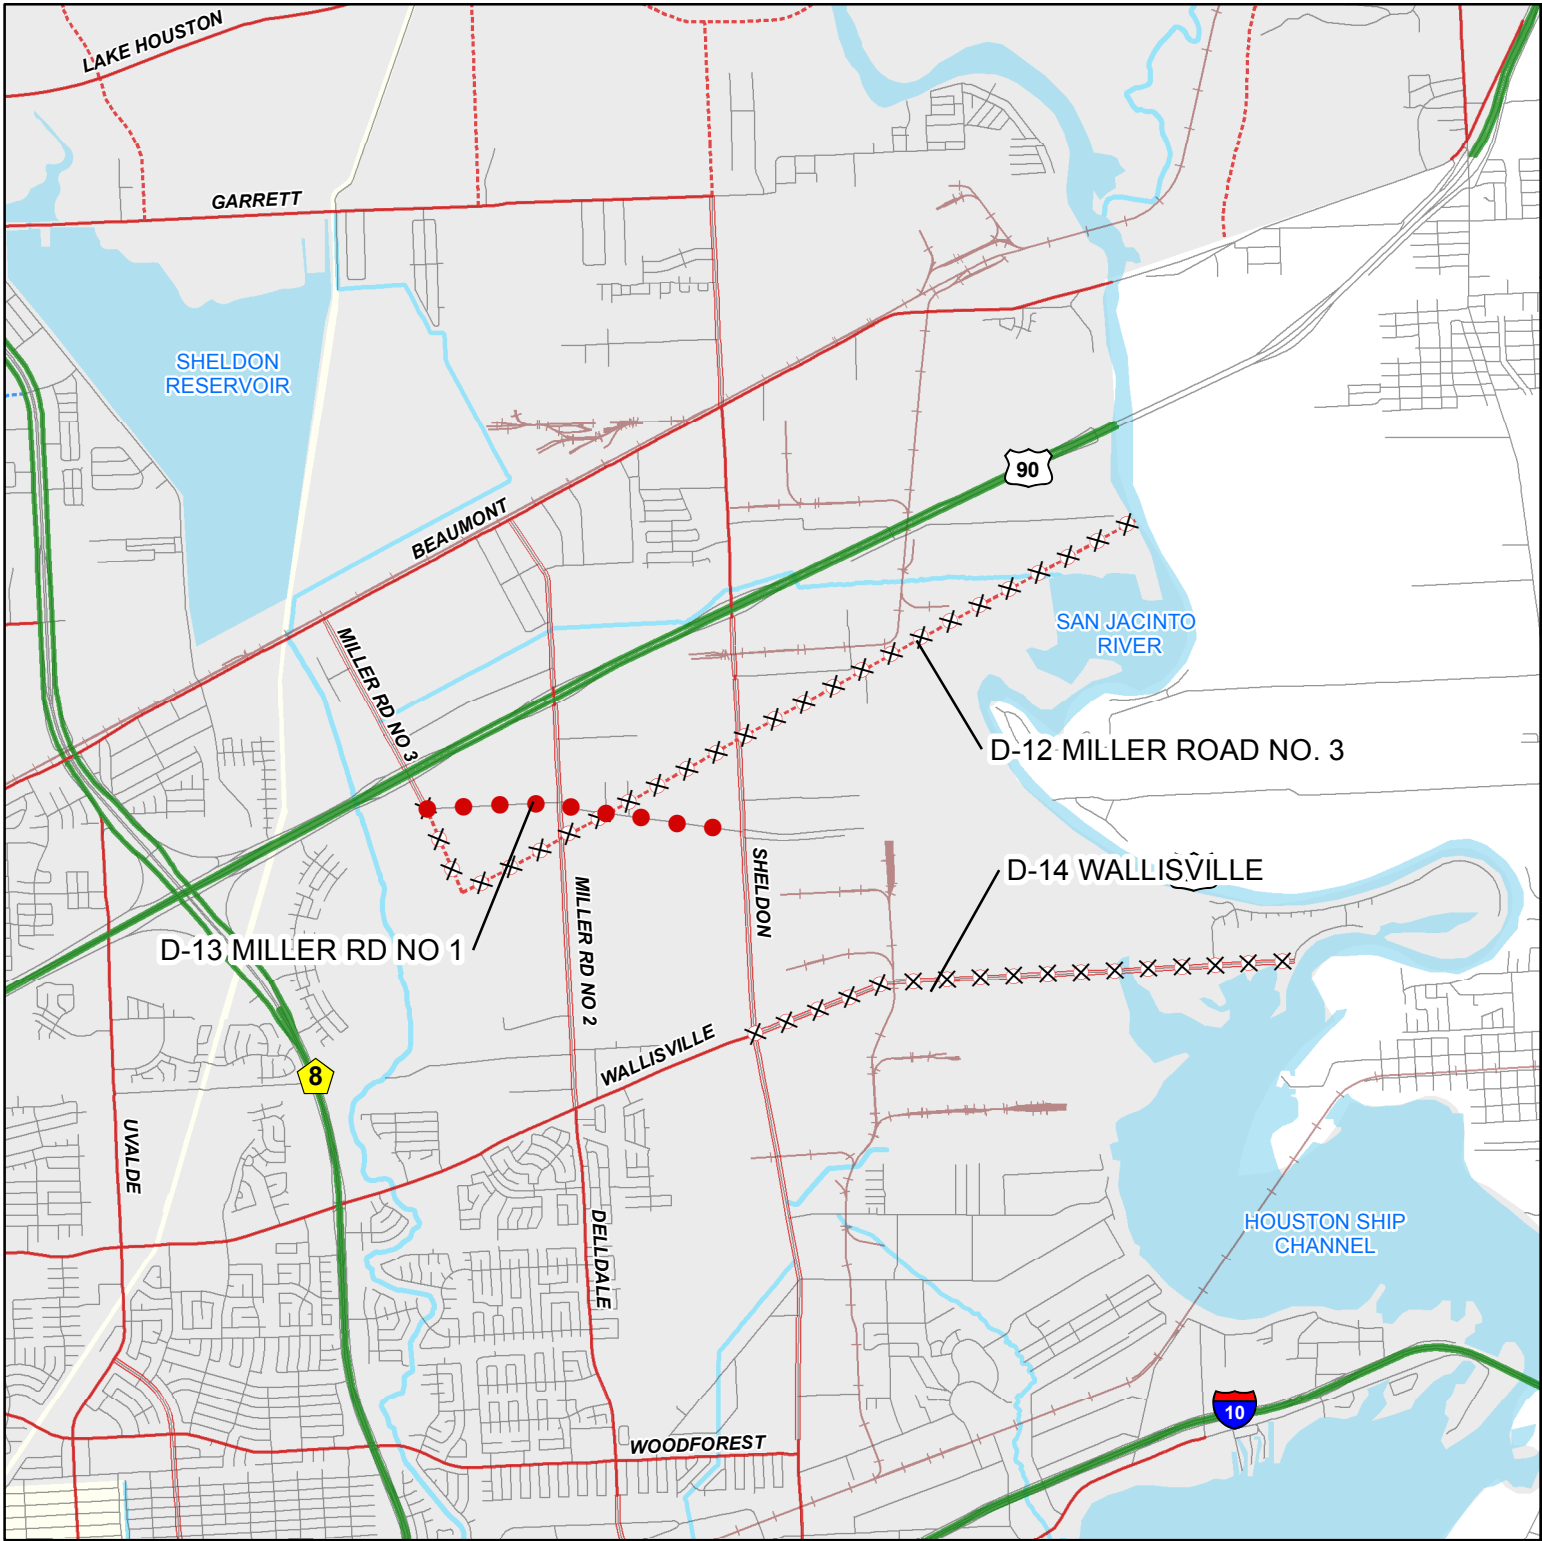 LAKE HOUSTON
GARRETT
SHELDON
RESERVOIR
90
BEAUMONT
SAN JACINTO
RIVER
MILLER RD NO 3
D-12 MILLER ROAD NO. 3
SHELDON
D-14 WALLISVILLE
MILLER RD NO 2
D-13 MILLER RD NO 1
WALLISVILLE
8
UVALDE
DELLDALE
HOUSTON SHIP
CHANNEL
10
WOODFOREST